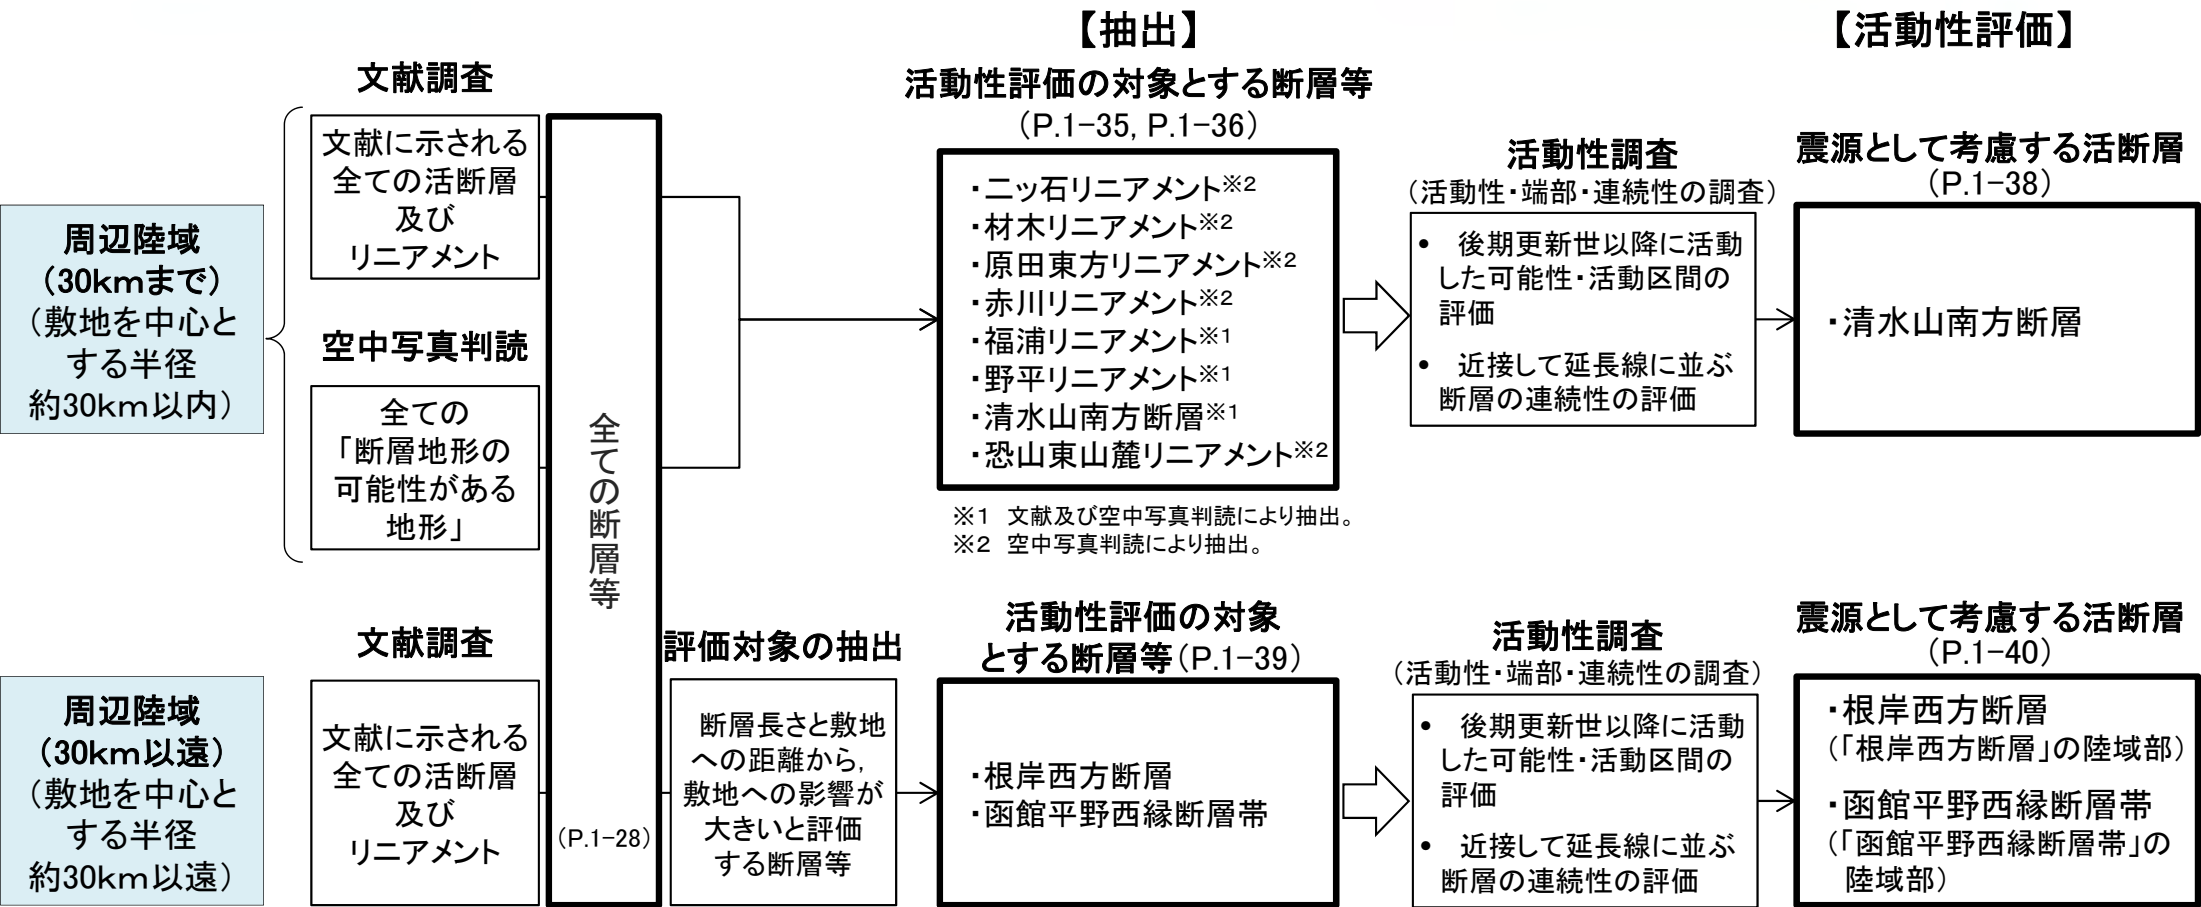 【抽出】
【活動性評価】
文献調査
文献に示される
全ての活断層
及び
リニアメント
周辺陸域
(30kmまで)
(敷地を中心と
する半径
約30km以内)
空中写真判読
全ての
「断層地形の
可能性がある
地形」
全ての断層等
(P.1-28)
活動性評価の対象とする断層等
(P.1-35, P.1-36)
・二ッ石リニアメント※2
・材木リニアメント※2
・原田東方リニアメント※2
・赤川リニアメント※2
・福浦リニアメント※1
・野平リニアメント※1
・清水山南方断層※1
・恐山東山麓リニアメント※2
※1 文献及び空中写真判読により抽出。
※2 空中写真判読により抽出。
活動性調査
(活動性・端部・連続性の調査)
• 後期更新世以降に活動
した可能性・活動区間の
評価
• 近接して延長線に並ぶ
断層の連続性の評価
震源として考慮する活断層
(P.1-38)
・清水山南方断層
周辺陸域
(30km以遠)
(敷地を中心と
する半径
約30km以遠)
文献調査
文献に示される
全ての活断層
及び
リニアメント
評価対象の抽出
断層長さと敷地
への距離から,
敷地への影響が
大きいと評価
する断層等
活動性評価の対象
とする断層等(P.1-39)
・根岸西方断層
・函館平野西縁断層帯
活動性調査
(活動性・端部・連続性の調査)
• 後期更新世以降に活動
した可能性・活動区間の
評価
• 近接して延長線に並ぶ
断層の連続性の評価
震源として考慮する活断層
(P.1-40)
・根岸西方断層
(「根岸西方断層」の陸域部)
・函館平野西縁断層帯
(「函館平野西縁断層帯」の
陸域部)